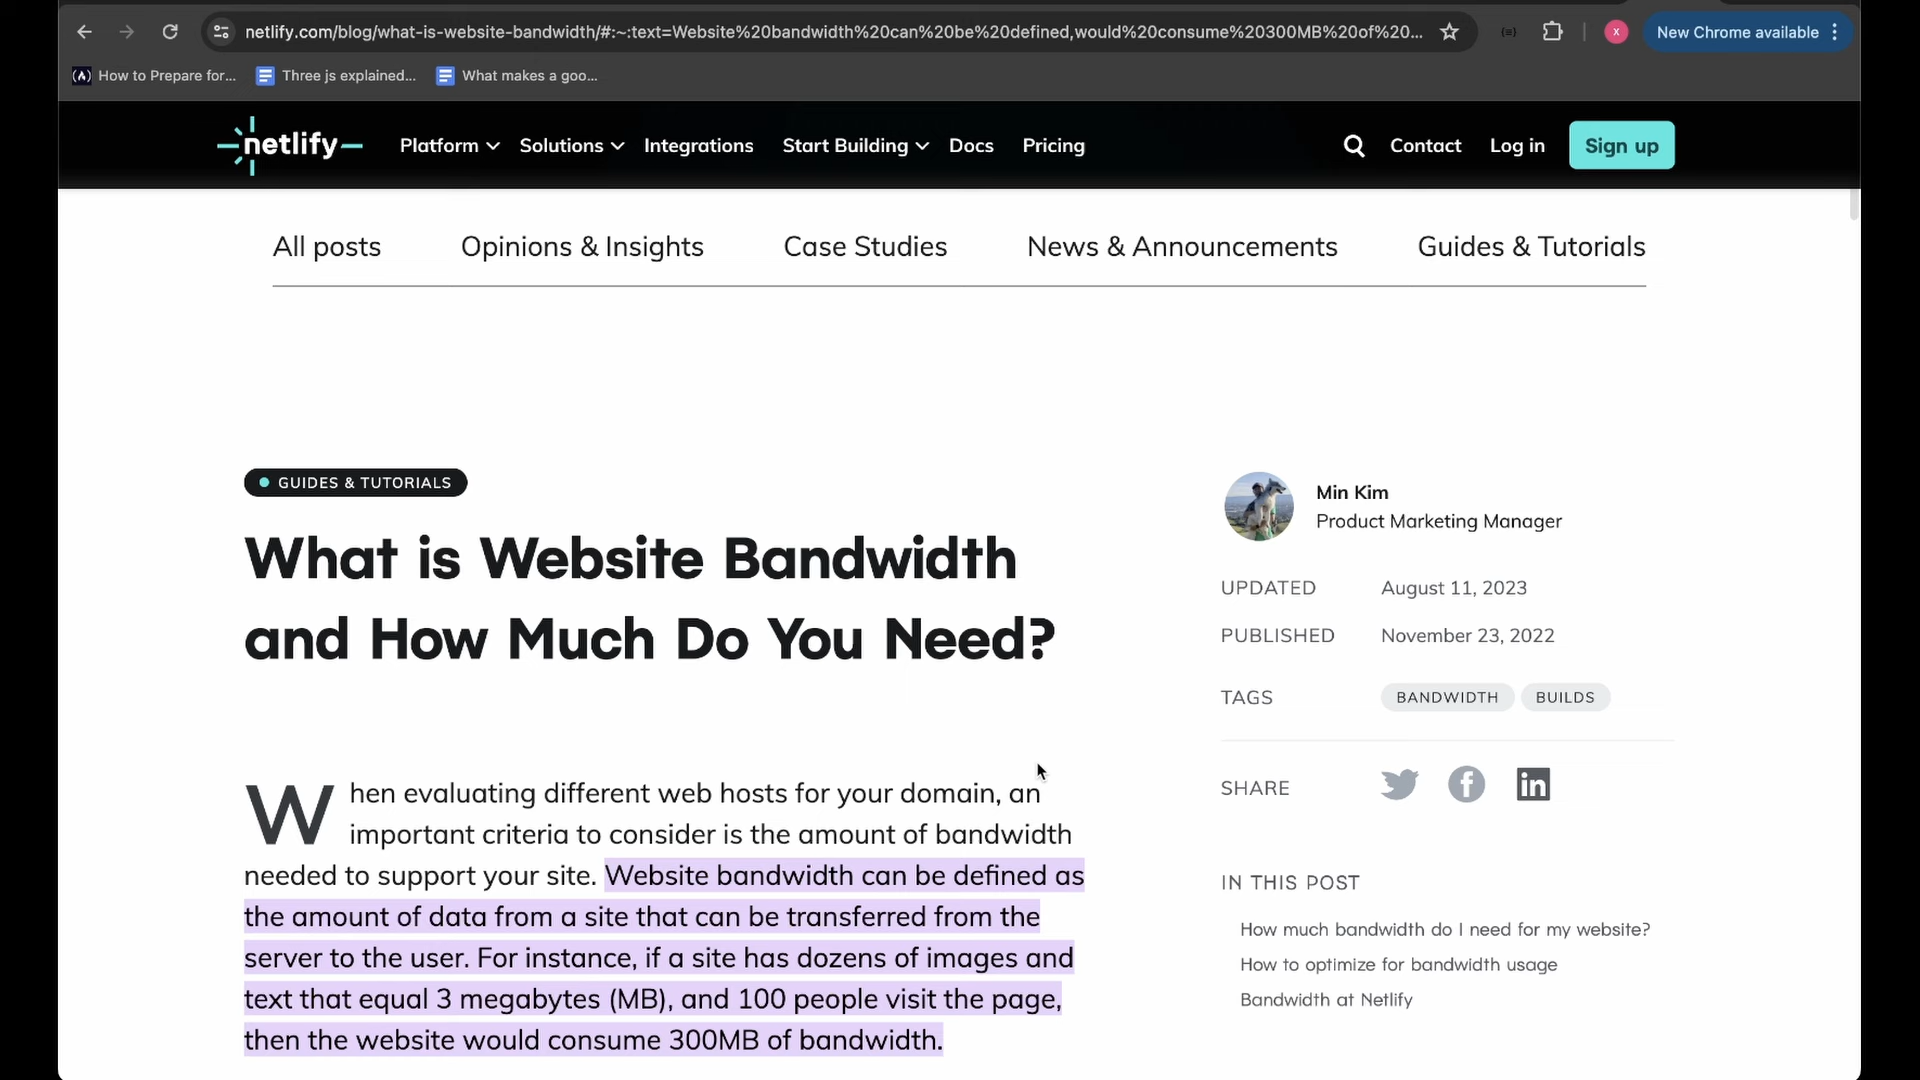 netlify.com/blog/what-is-website-bandwidth/#:~:text=Website%20bandwidth%20can%20be%20defined,would%20consume%20300MB%20of%20...
X
New Chrome available
How to Prepare for...
Three js explained...
What makes a goo...
netlify
Platform
Solutions
Integrations
Start Building
Docs
Pricing
Contact
Log in
Sign up
All posts
Opinions & Insights
Case Studies
News & Announcements
Guides & Tutorials
GUIDES & TUTORIALS
What is Website Bandwidth
and How Much Do You Need?
When evaluating different web hosts for your domain, an
important criteria to consider is the amount of bandwidth
needed to support your site. Website bandwidth can be defined as
the amount of data from a site that can be transferred from the
server to the user. For instance, if a site has dozens of images and
text that equal 3 megabytes (MB), and 100 people visit the page,
then the website would consume 300MB of bandwidth.
Min Kim
Product Marketing Manager
UPDATED August 11, 2023
PUBLISHED November 23, 2022
TAGS BANDWIDTH BUILDS
SHARE
IN THIS POST
How much bandwidth do I need for my website?
How to optimize for bandwidth usage
Bandwidth at Netlify